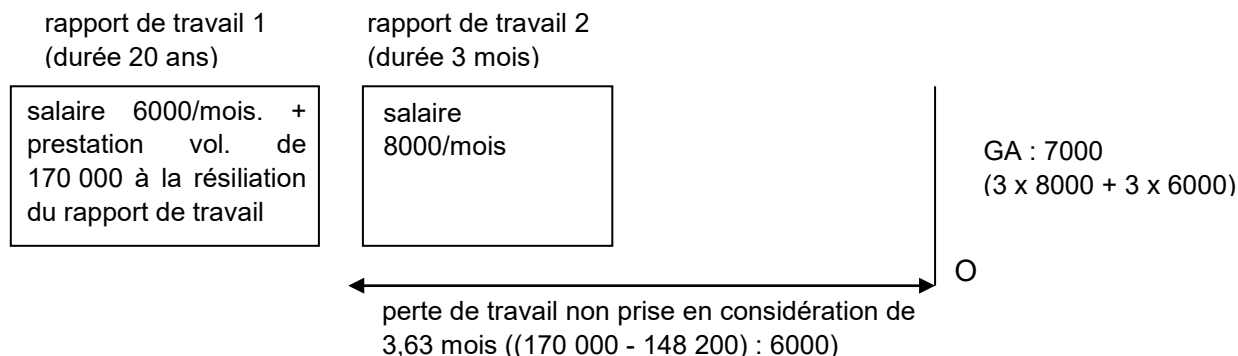 rapport de travail 1
(durée 20 ans)
rapport de travail 2
(durée 3 mois)
salaire 6000/mois. +
prestation vol. de
170 000 à la résiliation
du rapport de travail
salaire
8000/mois
GA : 7000
(3 x 8000 + 3 x 6000)
O
perte de travail non prise en considération de
3,63 mois ((170 000 - 148 200) : 6000)